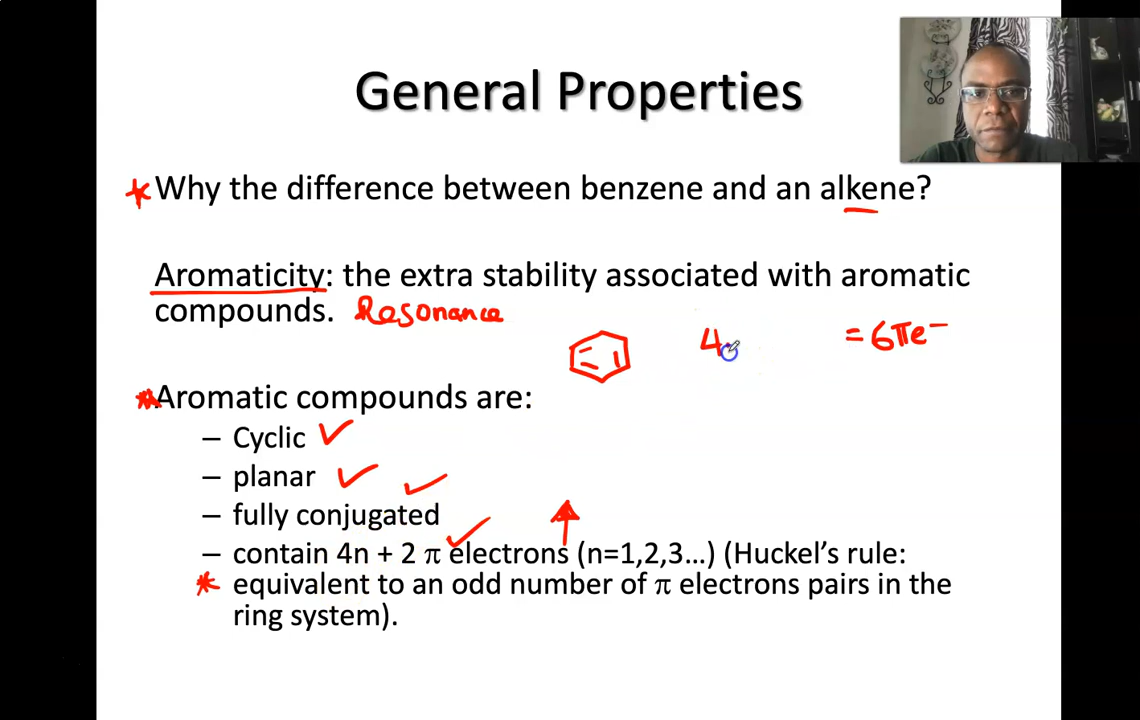 General Properties
Why the difference between benzene and an alkene?
Aromaticity: the extra stability associated with aromatic
compounds. Resonance
4 = 6πe⁻
Aromatic compounds are:
– Cyclic
– planar
– fully conjugated
– contain 4n + 2 π electrons (n=1,2,3...) (Huckel's rule:
equivalent to an odd number of π electrons pairs in the
ring system).